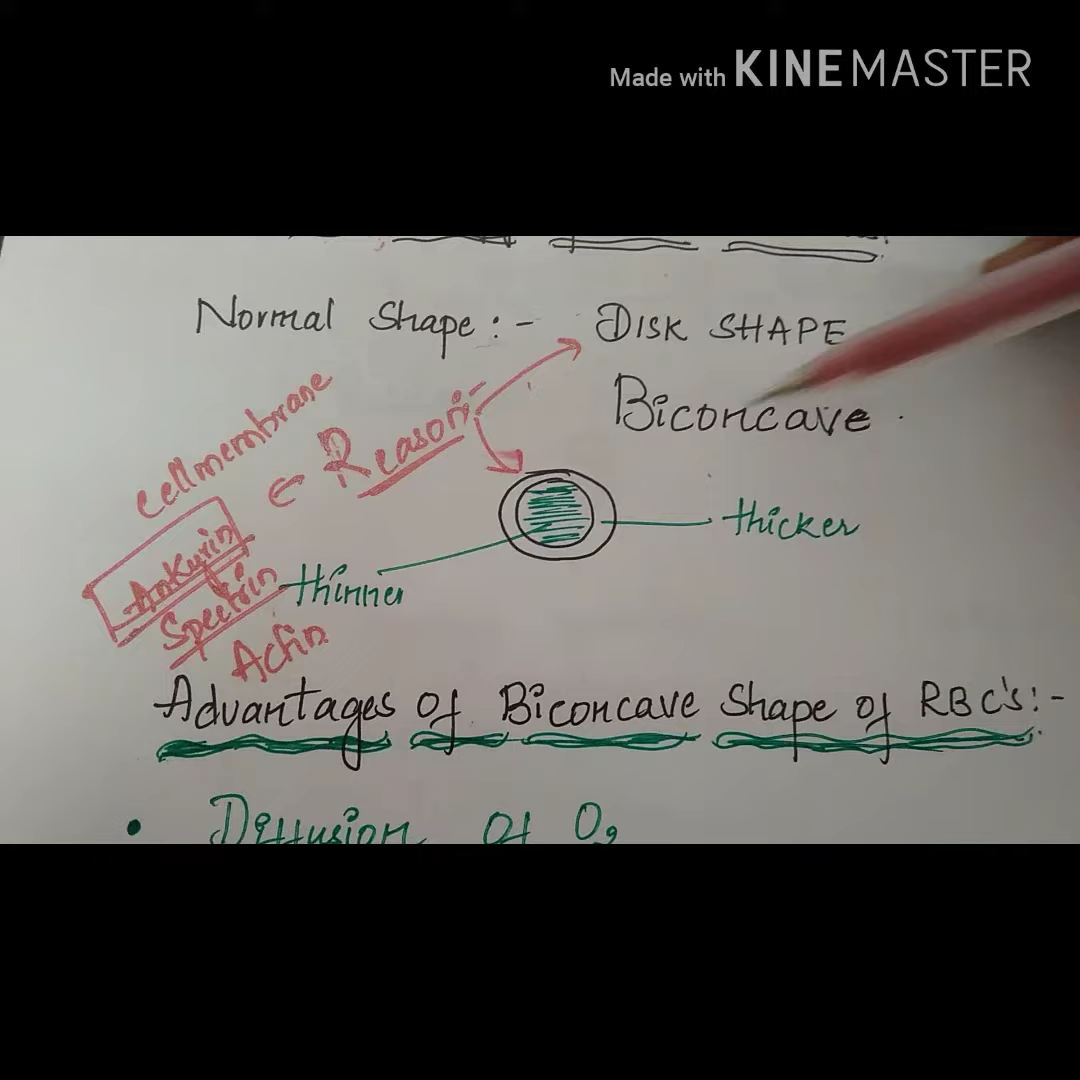 Made with KINEMASTER
Normal Shape:- DISK SHAPE
Biconcave.
Reason:-
cellmembrane
Ankyrin
Spectrin
Actin
thicker
thinner
Advantages of Biconcave Shape of RBC's:-
• Diffusion of O2